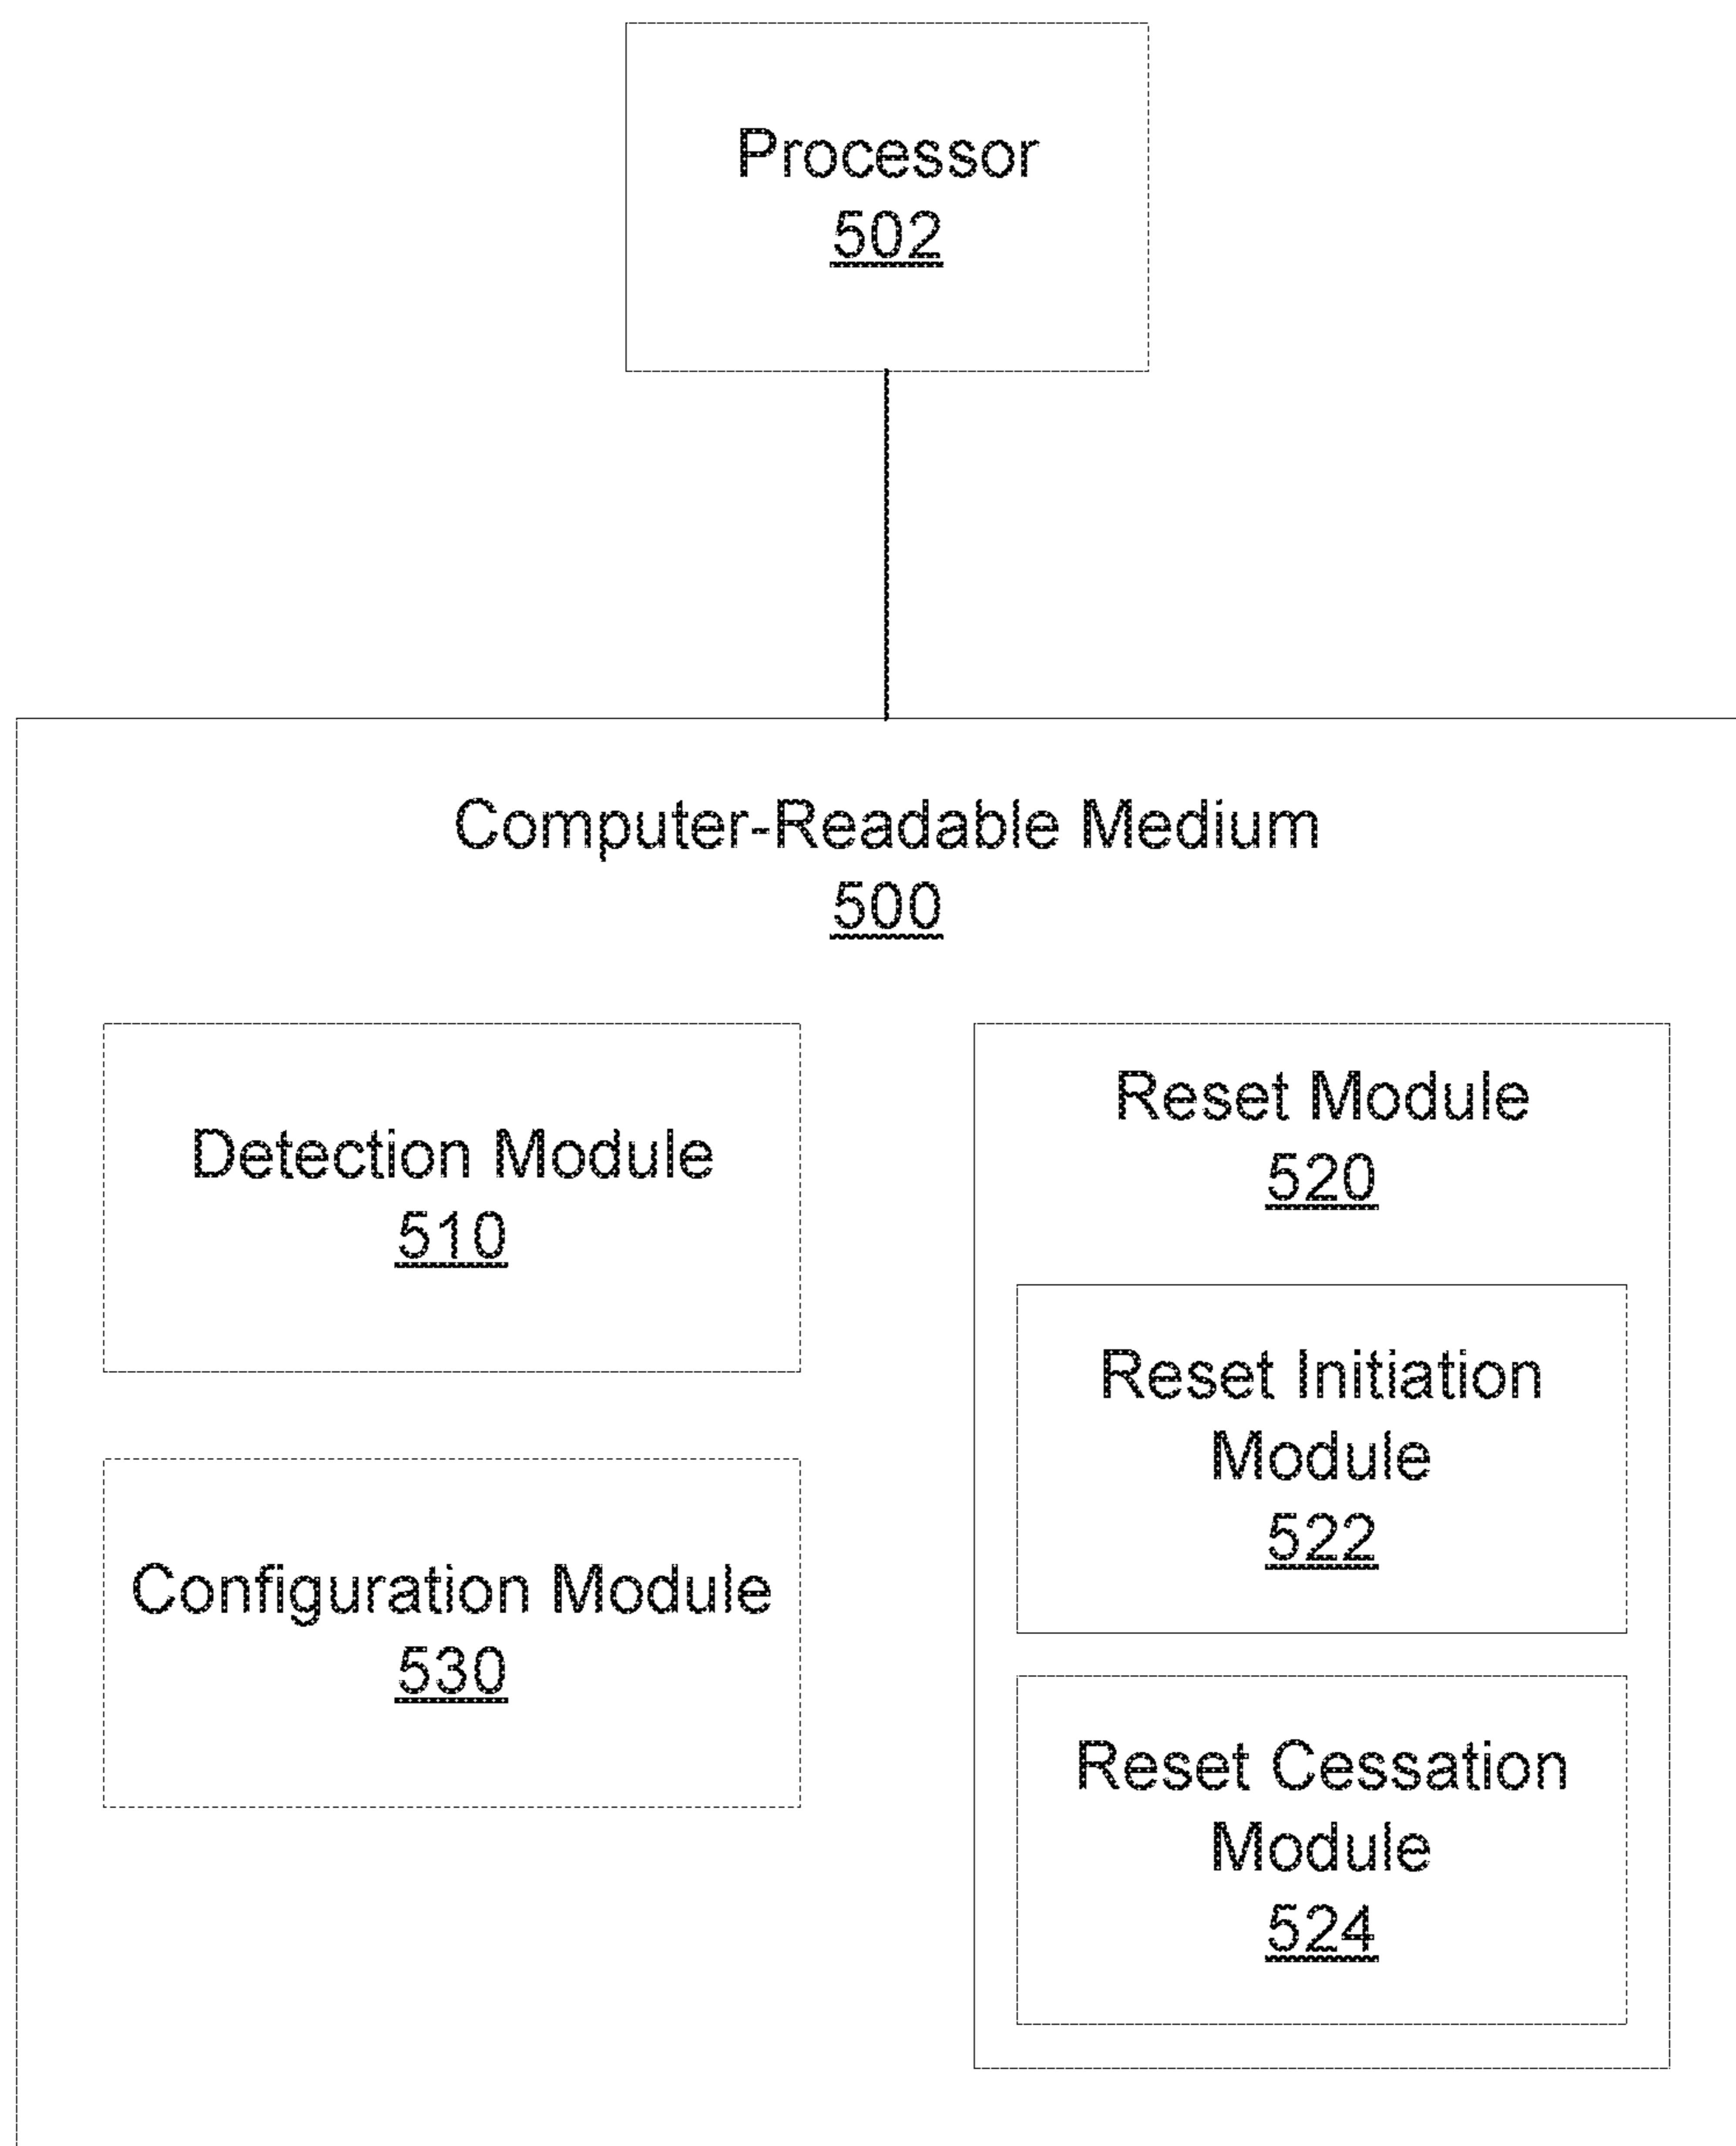 Processor
502
Computer-Readable Medium
500
Detection Module
510
Configuration Module
530
Reset Module
520
Reset Initiation
Module
522
Reset Cessation
Module
524